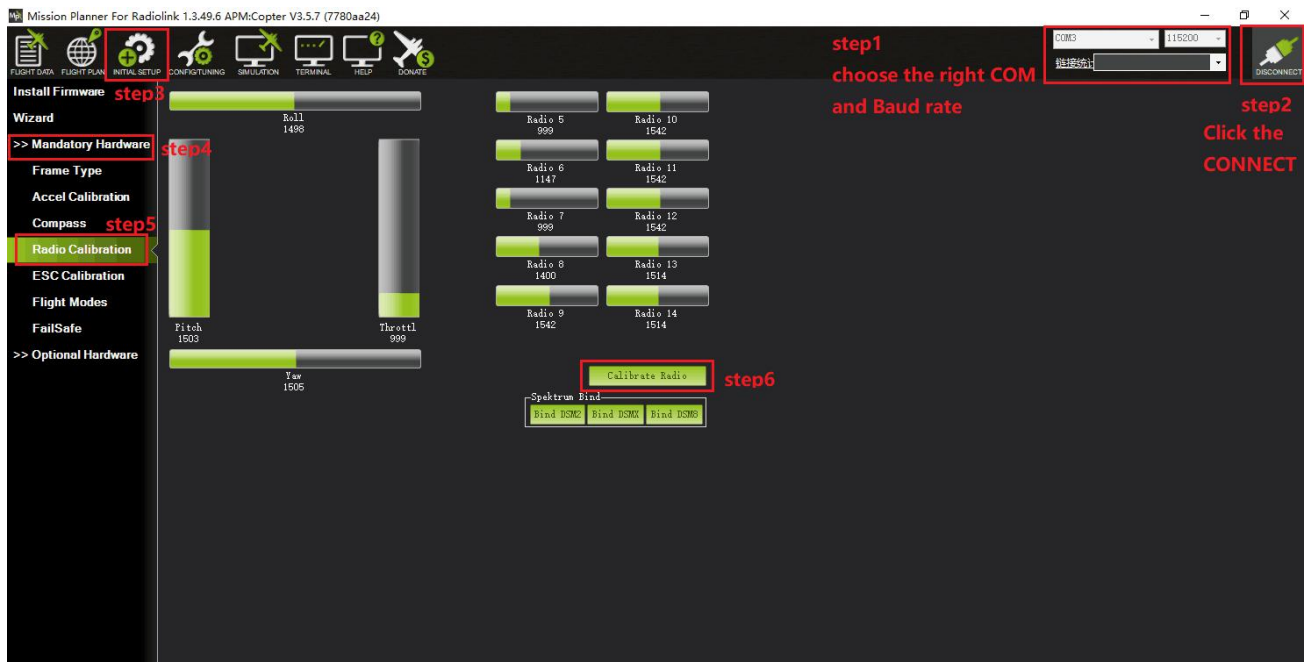 Mission Planner For Radiolink 1.3.49.6 APM:Copter V3.5.7 (7780aa24)
FLIGHT DATA
FLIGHT PLAN
INITIAL SETUP
CONFIG/TUNING
SIMULATION
TERMINAL
HELP
DONATE
step1
choose the right COM
and Baud rate
COM3
115200
链接统计
DISCONNECT
step2
Click the
CONNECT
Install Firmware
step3
Wizard
>> Mandatory Hardware
step4
Frame Type
Accel Calibration
Compass
step5
Radio Calibration
ESC Calibration
Flight Modes
FailSafe
>> Optional Hardware
Roll
1498
Pitch
1503
Throttl
999
Yaw
1505
Radio 5
999
Radio 10
1542
Radio 6
1147
Radio 11
1542
Radio 7
999
Radio 12
1542
Radio 8
1400
Radio 13
1514
Radio 9
1542
Radio 14
1514
Calibrate Radio
step6
Spektrum Bind
Bind DSM2
Bind DSMX
Bind DSM8